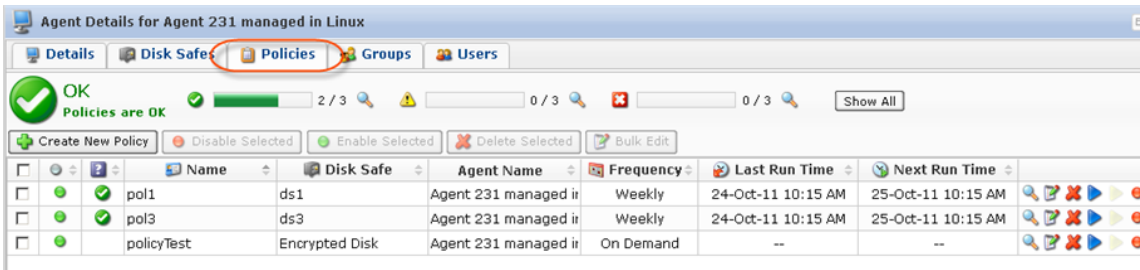 Agent Details for Agent 231 managed in Linux
Details Disk Safes Policies Groups Users
OK
Policies are OK
2 / 3 0 / 3 0 / 3 Show All
Create New Policy Disable Selected Enable Selected Delete Selected Bulk Edit
? Name Disk Safe Agent Name Frequency Last Run Time Next Run Time
pol1 ds1 Agent 231 managed in Weekly 24-Oct-11 10:15 AM 25-Oct-11 10:15 AM
pol3 ds3 Agent 231 managed in Weekly 24-Oct-11 10:15 AM 25-Oct-11 10:15 AM
policyTest Encrypted Disk Agent 231 managed in On Demand -- --